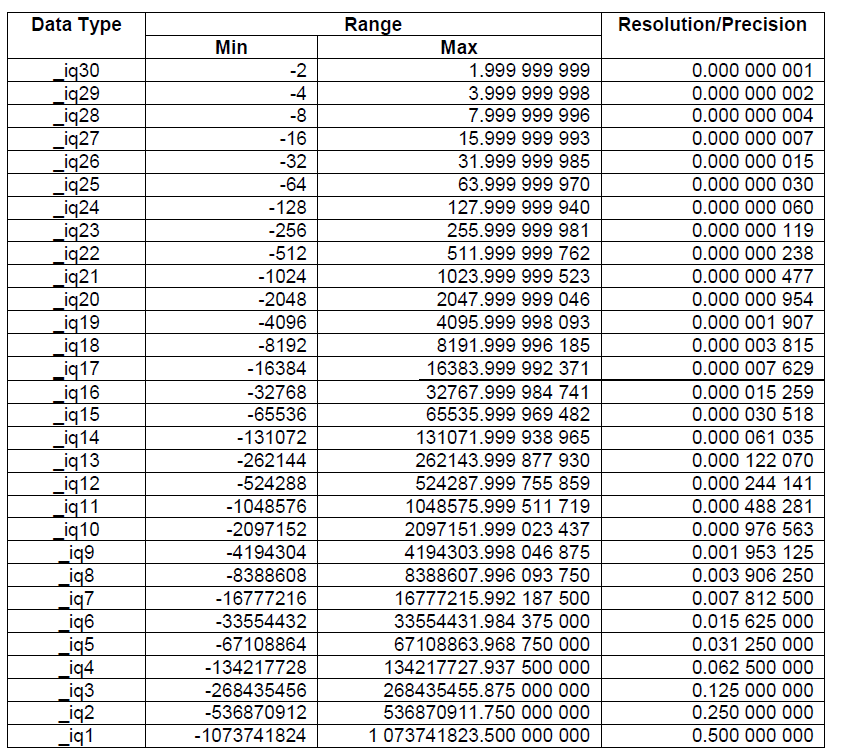 Data Type Range Resolution/Precision
Min Max
_iq30 -2 1.999 999 999 0.000 000 001
_iq29 -4 3.999 999 998 0.000 000 002
_iq28 -8 7.999 999 996 0.000 000 004
_iq27 -16 15.999 999 993 0.000 000 007
_iq26 -32 31.999 999 985 0.000 000 015
_iq25 -64 63.999 999 970 0.000 000 030
_iq24 -128 127.999 999 940 0.000 000 060
_iq23 -256 255.999 999 981 0.000 000 119
_iq22 -512 511.999 999 762 0.000 000 238
_iq21 -1024 1023.999 999 523 0.000 000 477
_iq20 -2048 2047.999 999 046 0.000 000 954
_iq19 -4096 4095.999 998 093 0.000 001 907
_iq18 -8192 8191.999 996 185 0.000 003 815
_iq17 -16384 16383.999 992 371 0.000 007 629
_iq16 -32768 32767.999 984 741 0.000 015 259
_iq15 -65536 65535.999 969 482 0.000 030 518
_iq14 -131072 131071.999 938 965 0.000 061 035
_iq13 -262144 262143.999 877 930 0.000 122 070
_iq12 -524288 524287.999 755 859 0.000 244 141
_iq11 -1048576 1048575.999 511 719 0.000 488 281
_iq10 -2097152 2097151.999 023 437 0.000 976 563
_iq9 -4194304 4194303.998 046 875 0.001 953 125
_iq8 -8388608 8388607.996 093 750 0.003 906 250
_iq7 -16777216 16777215.992 187 500 0.007 812 500
_iq6 -33554432 33554431.984 375 000 0.015 625 000
_iq5 -67108864 67108863.968 750 000 0.031 250 000
_iq4 -134217728 134217727.937 500 000 0.062 500 000
_iq3 -268435456 268435455.875 000 000 0.125 000 000
_iq2 -536870912 536870911.750 000 000 0.250 000 000
_iq1 -1073741824 1 073741823.500 000 000 0.500 000 000